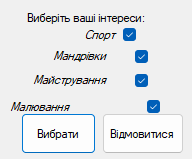 Виберіть ваші інтереси:
Спорт
Мандрівки
Майстрування
Малювання
Вибрати Відмовитися